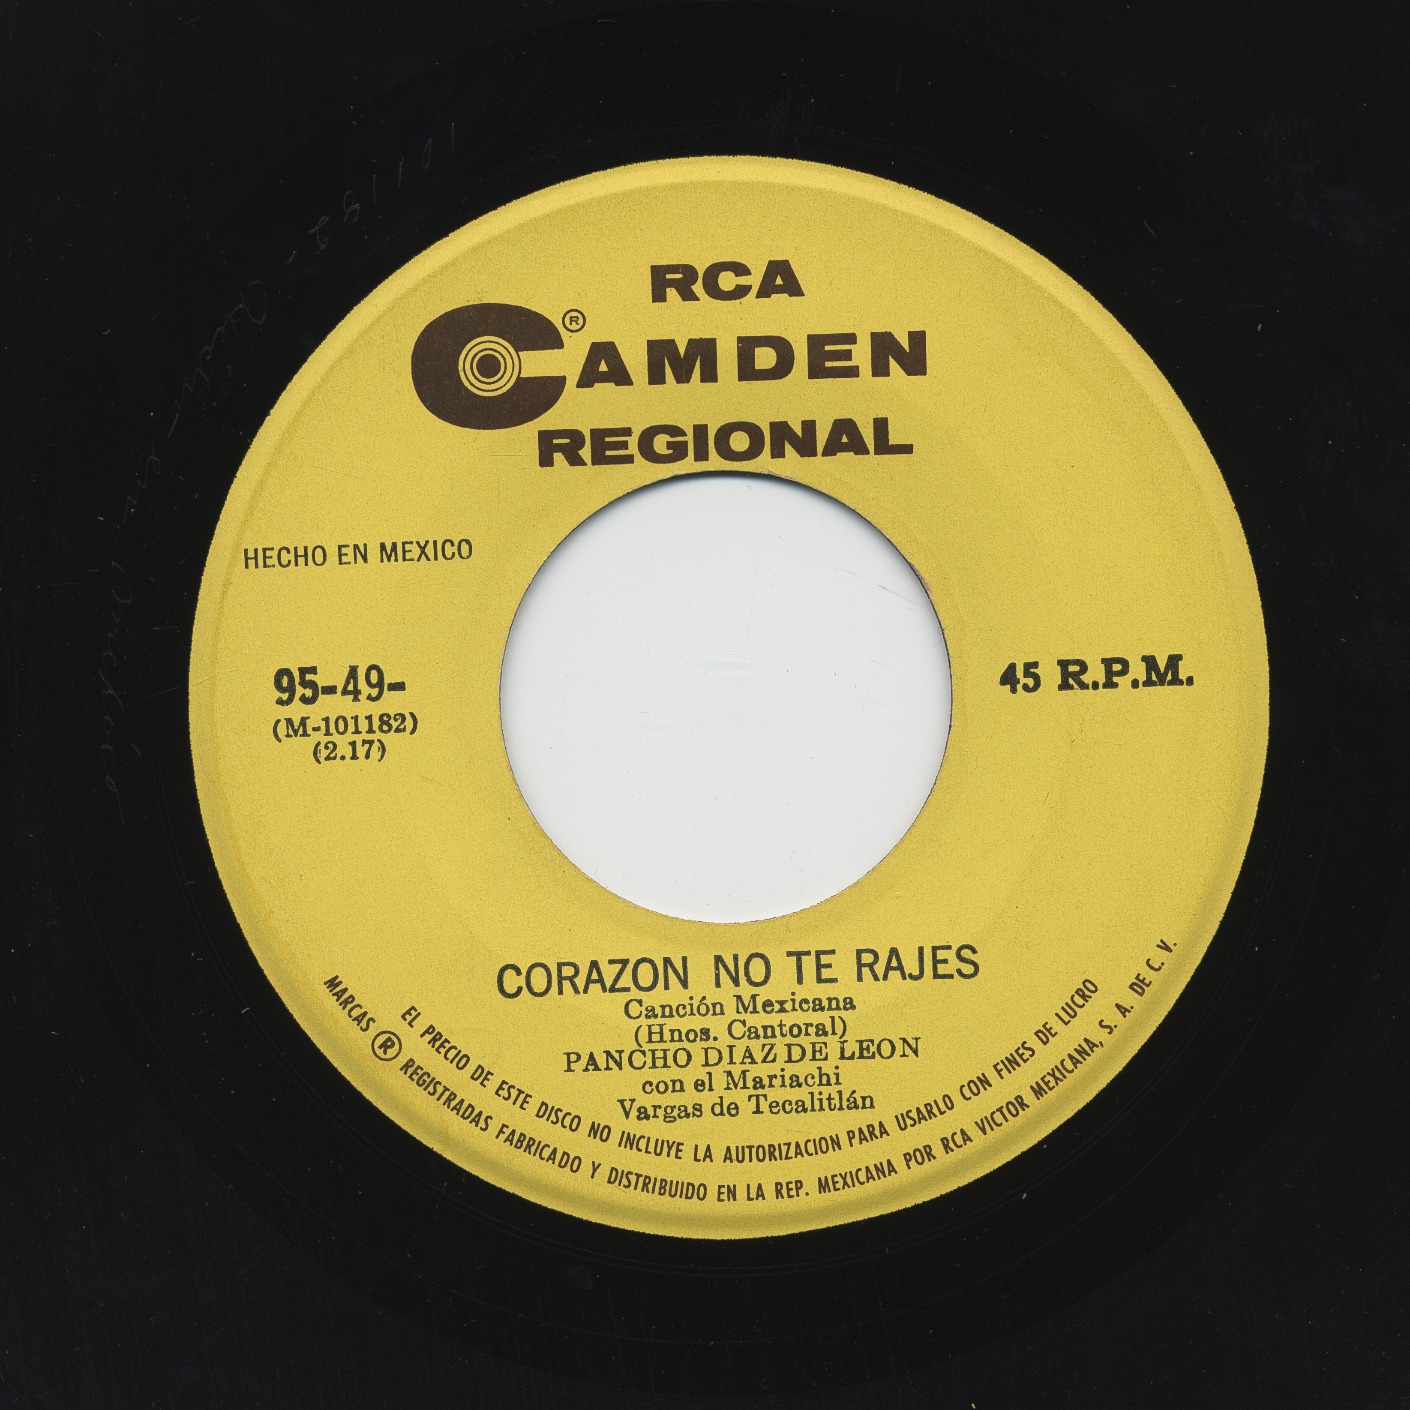 RCA
CAMDEN®
REGIONAL
HECHO EN MEXICO
95-49-
(M-101182)
(2.17)
45 R.P.M.
CORAZON NO TE RAJES
Canción Mexicana
(Hnos. Cantoral)
PANCHO DIAZ DE LEON
con el Mariachi
Vargas de Tecalitlán
EL PRECIO DE ESTE DISCO NO INCLUYE LA AUTORIZACION PARA USARLO CON FINES DE LUCRO
MARCAS ® REGISTRADAS FABRICADO Y DISTRIBUIDO EN LA REP. MEXICANA POR RCA VICTOR MEXICANA, S. A. DE C. V.
101182